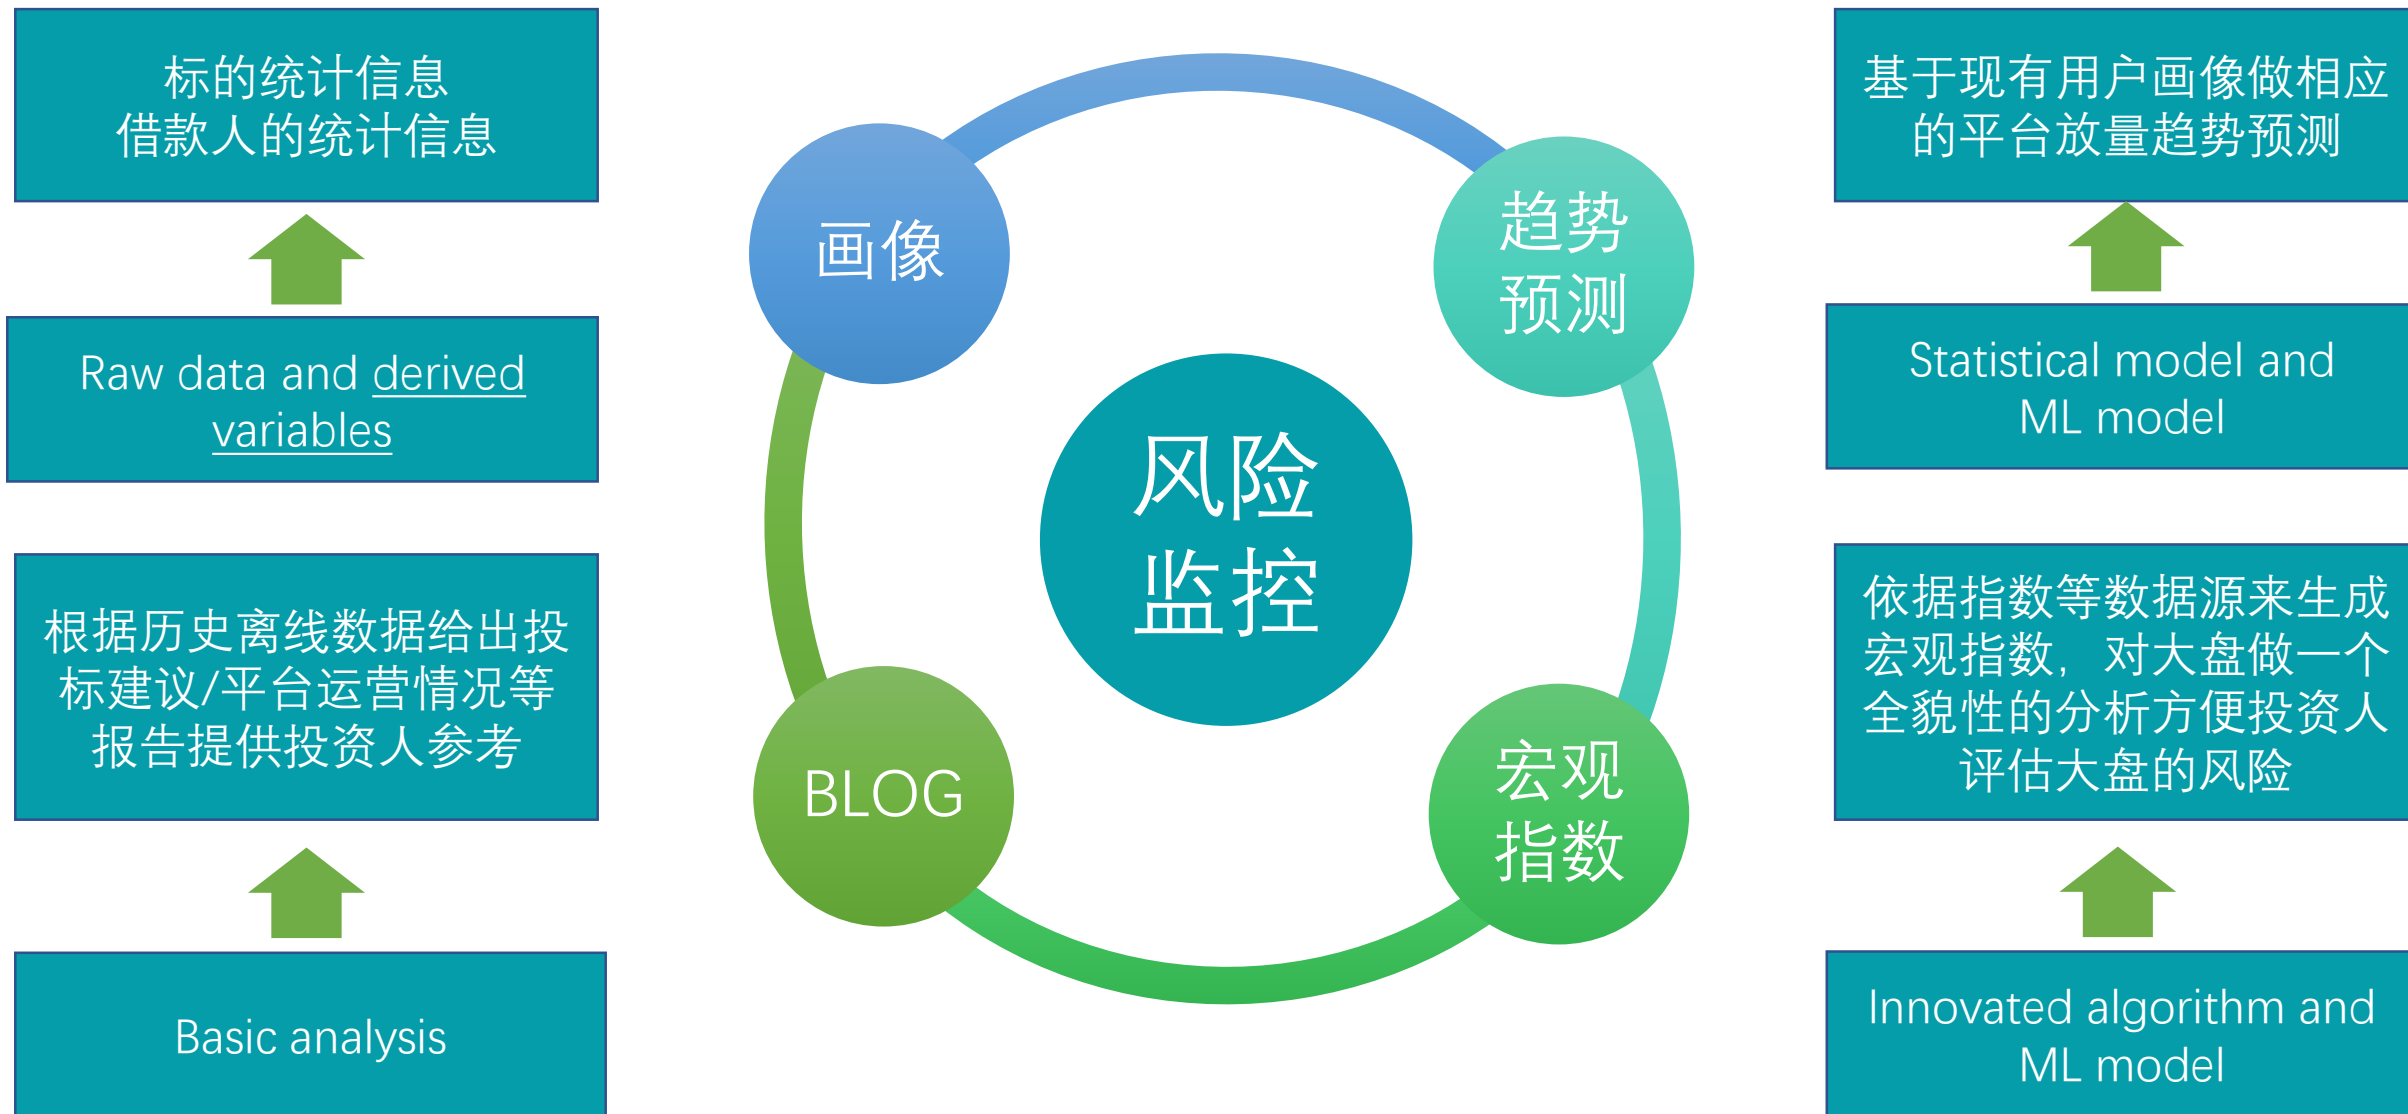 标的统计信息
借款人的统计信息
Raw data and derived
variables
根据历史离线数据给出投
标建议/平台运营情况等
报告提供投资人参考
Basic analysis
画像
趋势
预测
风险
监控
BLOG
宏观
指数
基于现有用户画像做相应
的平台放量趋势预测
Statistical model and
ML model
依据指数等数据源来生成
宏观指数，对大盘做一个
全貌性的分析方便投资人
评估大盘的风险
Innovated algorithm and
ML model